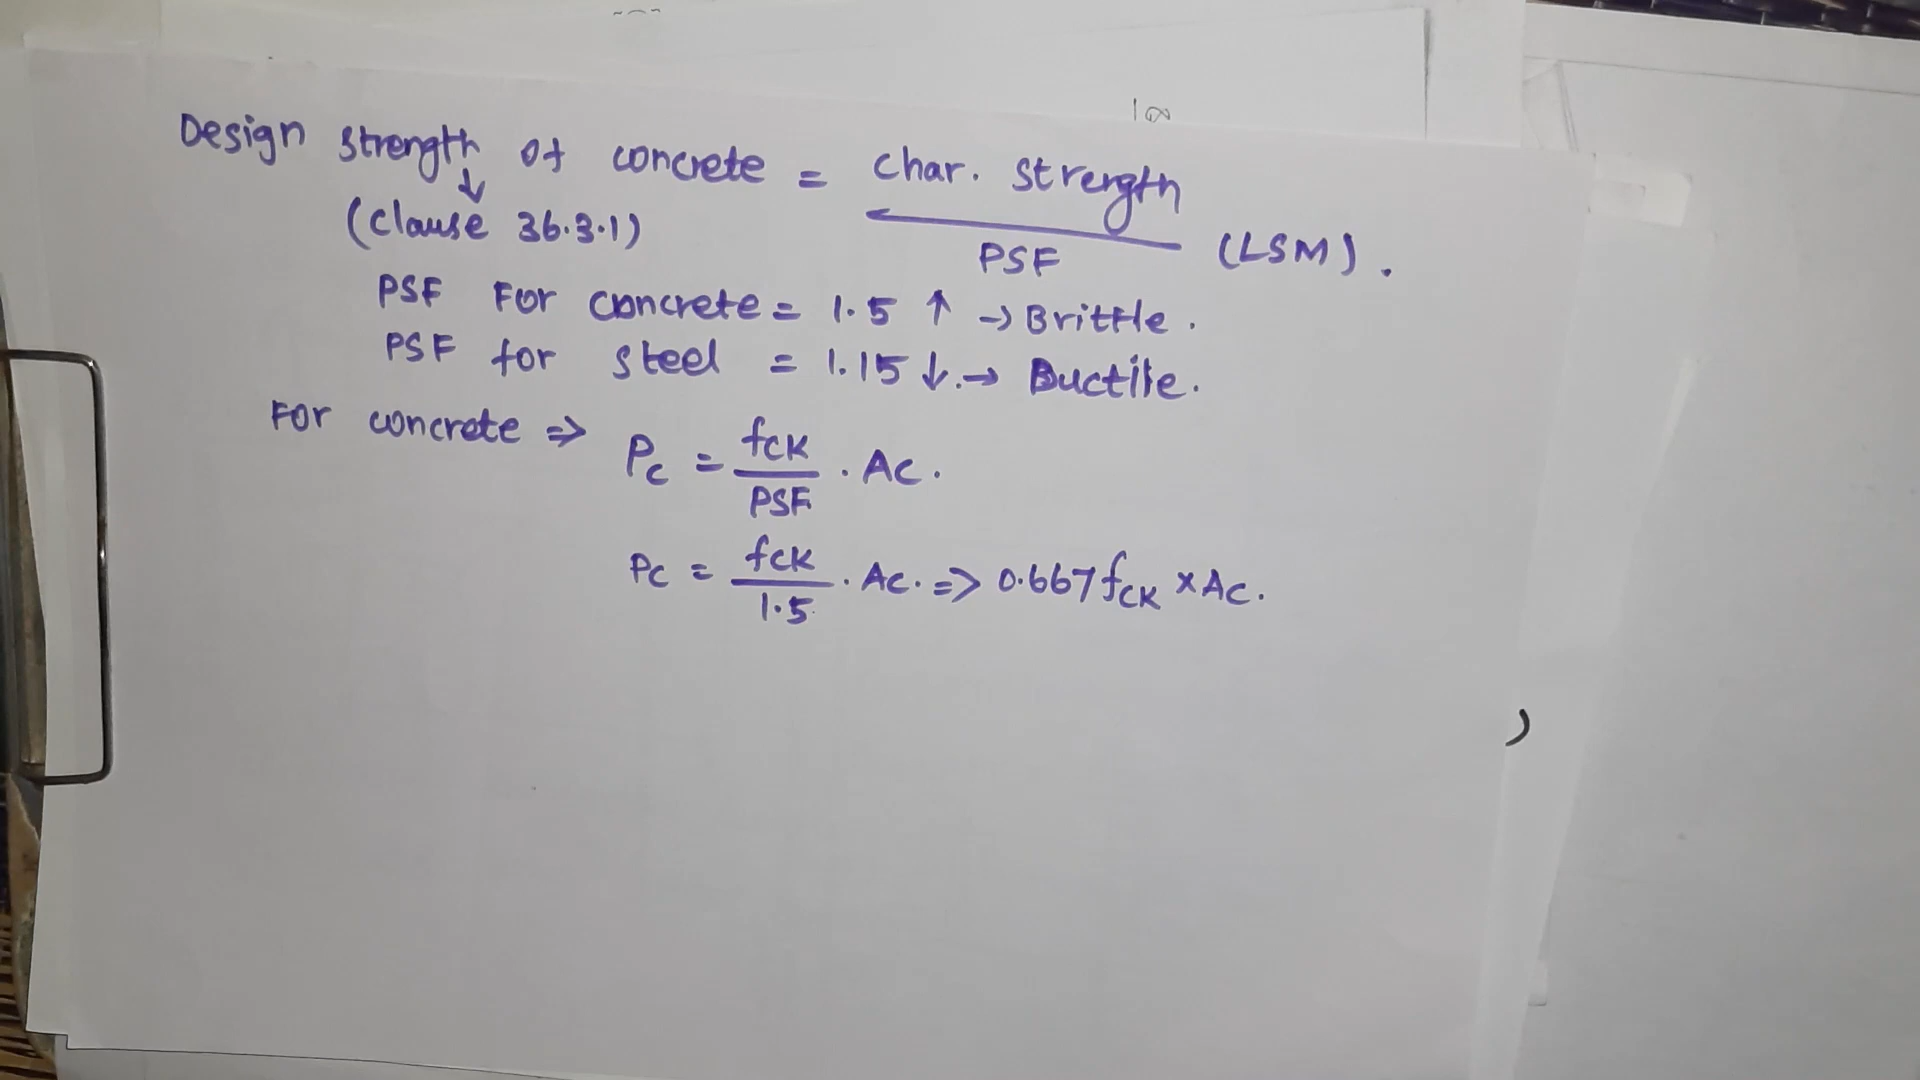 100
Design strength of concrete = char. strength / PSF (LSM).
↓
(clause 36.3.1)
PSF For concrete = 1.5 ↑ → Brittle.
PSF for steel = 1.15 ↓. → Ductile.
For concrete ⇒ Pc = fck / PSF . Ac.
Pc = fck / 1.5 . Ac. => 0.667 fck × Ac.